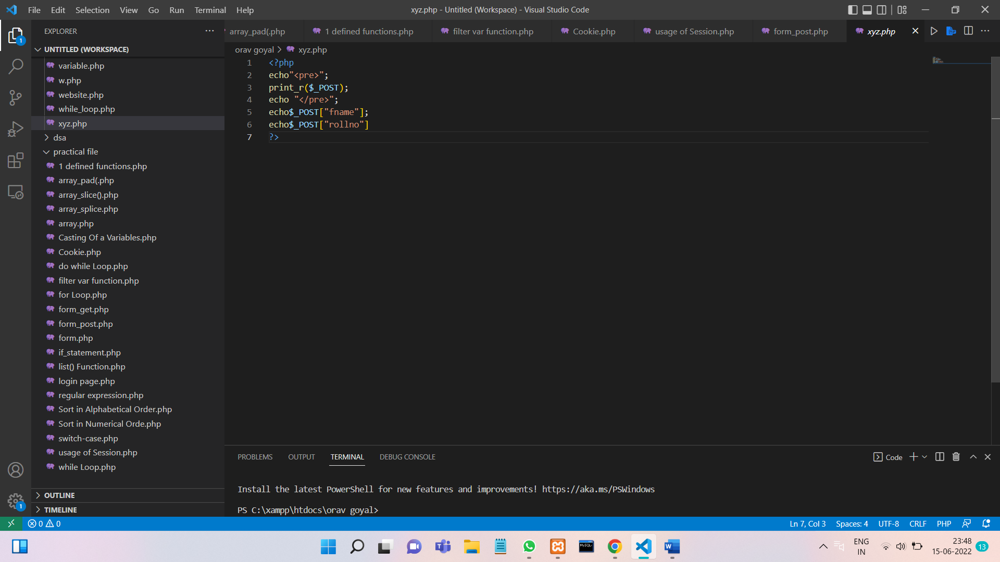 File Edit Selection View Go Run Terminal Help
xyz.php - Untitled (Workspace) - Visual Studio Code
EXPLORER
array_pad(.php
1 defined functions.php
filter var function.php
Cookie.php
usage of Session.php
form_post.php
xyz.php
UNTITLED (WORKSPACE)
orav goyal > xyz.php
variable.php
w.php
website.php
while_loop.php
xyz.php
dsa
practical file
1 defined functions.php
array_pad(.php
array_slice().php
array_splice.php
array.php
Casting Of a Variables.php
Cookie.php
do while Loop.php
filter var function.php
for Loop.php
form_get.php
form_post.php
form.php
if_statement.php
list() Function.php
login page.php
regular expression.php
Sort in Alphabetical Order.php
Sort in Numerical Orde.php
switch-case.php
usage of Session.php
while Loop.php
OUTLINE
TIMELINE
1
1
1 <?php
2 echo"<pre>";
3 print_r($_POST);
4 echo "</pre>";
5 echo$_POST["fname"];
6 echo$_POST["rollno"]
7 ?>
PROBLEMS OUTPUT TERMINAL DEBUG CONSOLE
Code
Install the latest PowerShell for new features and improvements! https://aka.ms/PSWindows
PS C:\xampp\htdocs\orav goyal>
0 0
Ln 7, Col 3 Spaces: 4 UTF-8 CRLF PHP
MySQL
ENG
IN
23:48
15-06-2022
13